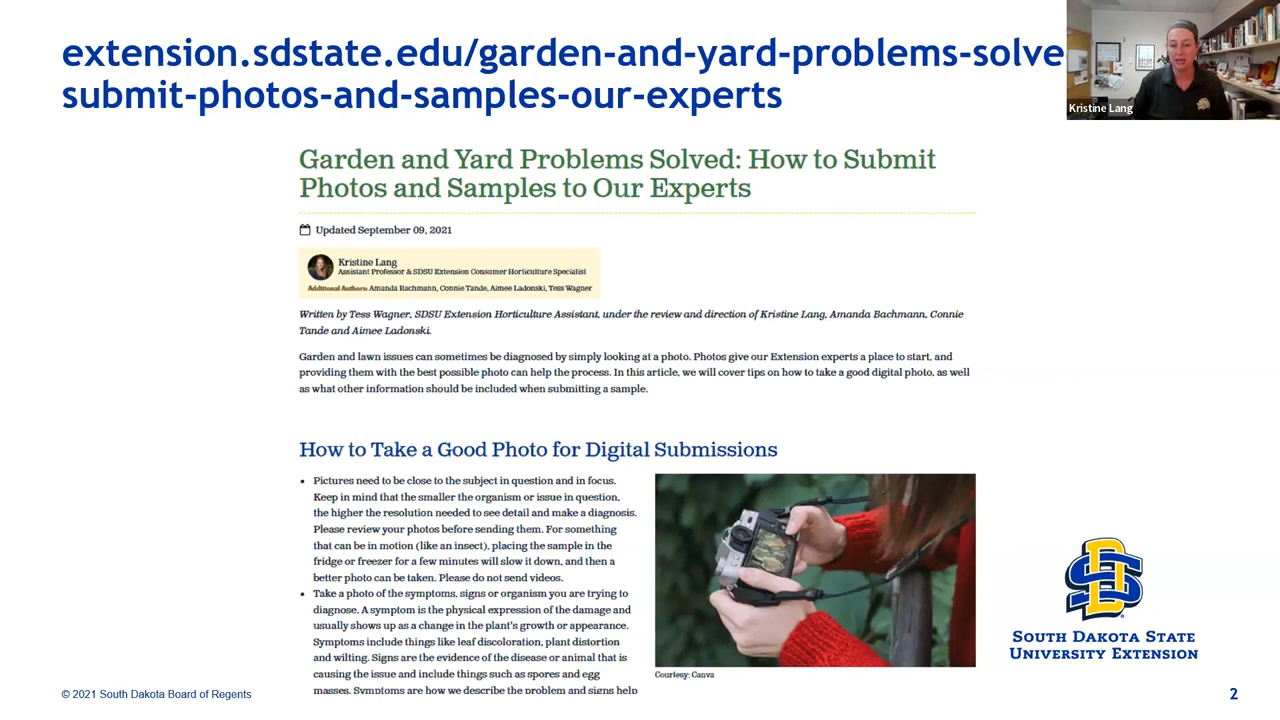 extension.sdstate.edu/garden-and-yard-problems-solve
submit-photos-and-samples-our-experts
Kristine Lang
Garden and Yard Problems Solved: How to Submit
Photos and Samples to Our Experts
Updated September 09, 2021
Kristine Lang
Assistant Professor & SDSU Extension Consumer Horticulture Specialist
Additional Authors: Amanda Bachmann, Connie Tande, Aimee Ladonski, Tess Wagner
Written by Tess Wagner, SDSU Extension Horticulture Assistant, under the review and direction of Kristine Lang, Amanda Bachmann, Connie
Tande and Aimee Ladonski.
Garden and lawn issues can sometimes be diagnosed by simply looking at a photo. Photos give our Extension experts a place to start, and
providing them with the best possible photo can help the process. In this article, we will cover tips on how to take a good digital photo, as well
as what other information should be included when submitting a sample.
How to Take a Good Photo for Digital Submissions
• Pictures need to be close to the subject in question and in focus.
Keep in mind that the smaller the organism or issue in question,
the higher the resolution needed to see detail and make a diagnosis.
Please review your photos before sending them. For something
that can be in motion (like an insect), placing the sample in the
fridge or freezer for a few minutes will slow it down, and then a
better photo can be taken. Please do not send videos.
• Take a photo of the symptoms, signs or organism you are trying to
diagnose. A symptom is the physical expression of the damage and
usually shows up as a change in the plant's growth or appearance.
Symptoms include things like leaf discoloration, plant distortion
and wilting. Signs are the evidence of the disease or animal that is
causing the issue and include things such as spores and egg
masses. Symptoms are how we describe the problem and signs help
Courtesy: Canva
SD
SOUTH DAKOTA STATE
UNIVERSITY EXTENSION
© 2021 South Dakota Board of Regents
2